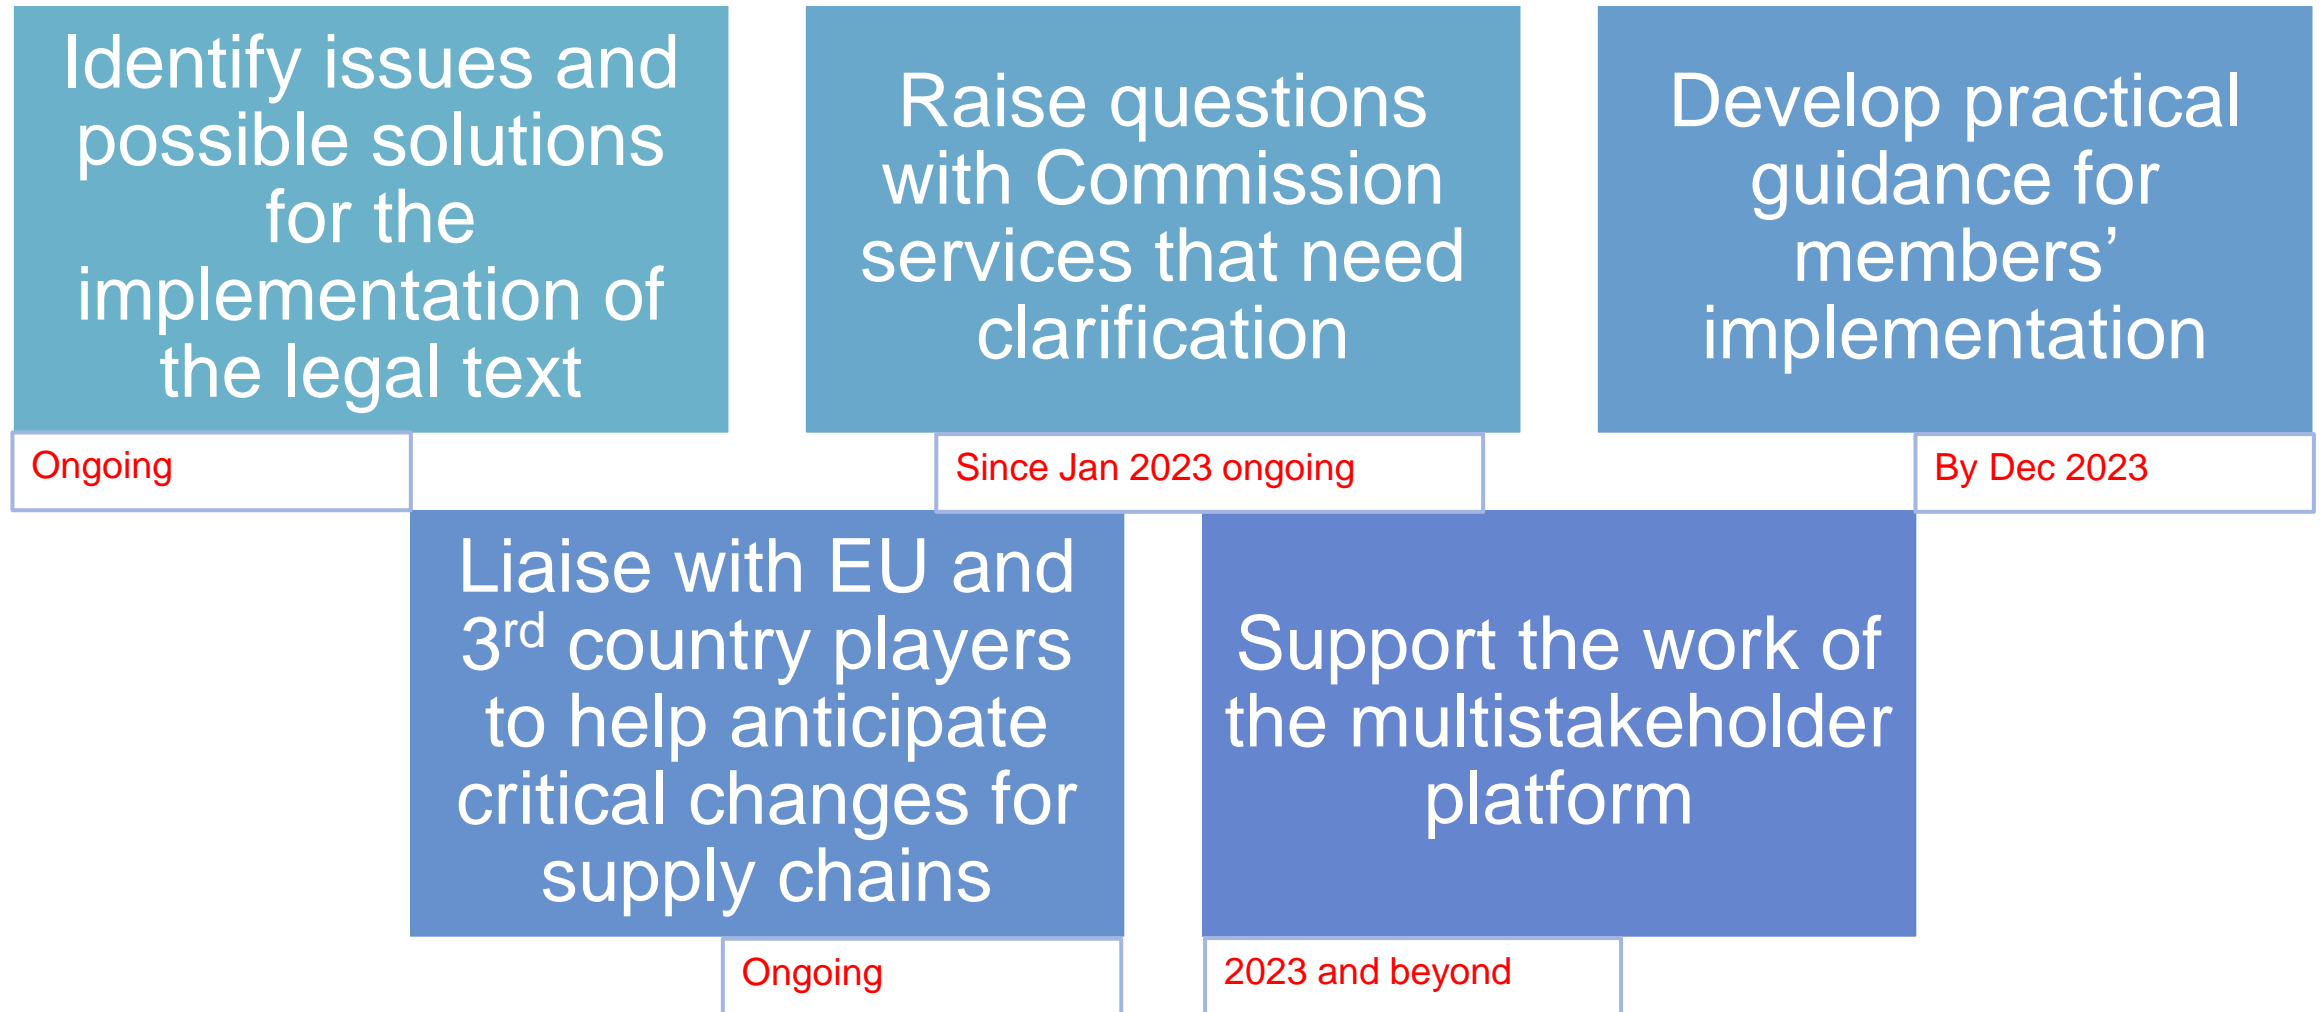 Identify issues and
possible solutions
for the
implementation of
the legal text
Ongoing
Raise questions
with Commission
services that need
clarification
Since Jan 2023 ongoing
Develop practical
guidance for
members’
implementation
By Dec 2023
Liaise with EU and
3rd country players
to help anticipate
critical changes for
supply chains
Ongoing
Support the work of
the multistakeholder
platform
2023 and beyond